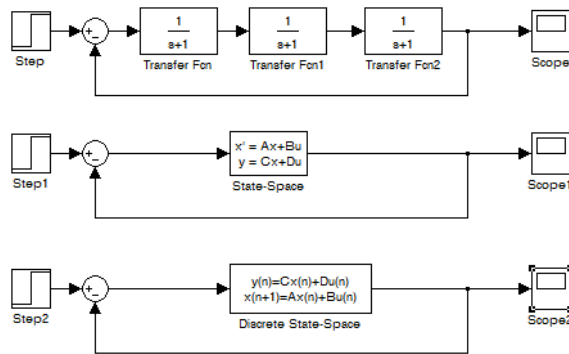 1
s+1
1
s+1
1
s+1
Step
Transfer Fcn
Transfer Fcn1
Transfer Fcn2
Scope
x' = Ax+Bu
y = Cx+Du
Step1
State-Space
Scope1
y(n)=Cx(n)+Du(n)
x(n+1)=Ax(n)+Bu(n)
Step2
Discrete State-Space
Scope2